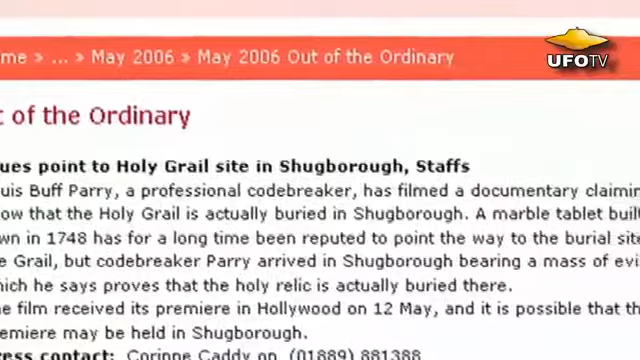 me » ... » May 2006 » May 2006 Out of the Ordinary
UFOTV
t of the Ordinary
ues point to Holy Grail site in Shugborough, Staffs
uis Buff Parry, a professional codebreaker, has filmed a documentary claimin
ow that the Holy Grail is actually buried in Shugborough. A marble tablet buil
wn in 1748 has for a long time been reputed to point the way to the burial site
e Grail, but codebreaker Parry arrived in Shugborough bearing a mass of evi
hich he says proves that the holy relic is actually buried there.
e film received its premiere in Hollywood on 12 May, and it is possible that th
remiere may be held in Shugborough.
ress contact: Corinne Caddy on (01889) 881388